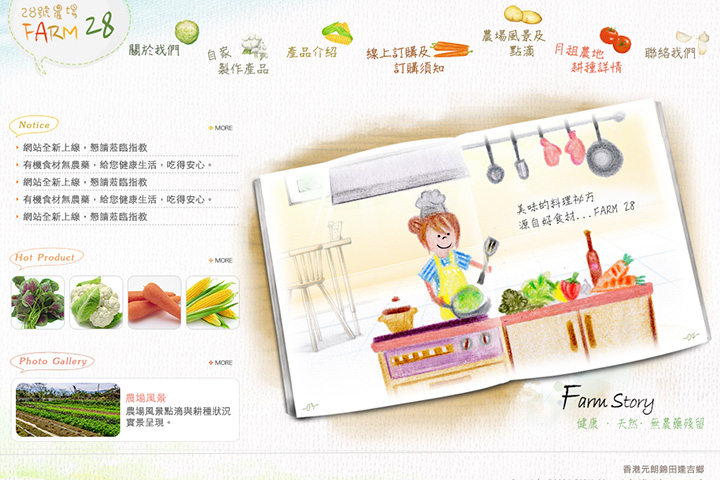 28號農場
FARM 28
關於我們
自家
製作產品
產品介紹
線上訂購及
訂購須知
農場風景及
點滴
月租農地
耕種詳情
聯絡我們
Notice
MORE
網站全新上線，懇請蒞臨指教
有機食材無農藥，給您健康生活，吃得安心。
網站全新上線，懇請蒞臨指教
有機食材無農藥，給您健康生活，吃得安心。
網站全新上線，懇請蒞臨指教
Hot Product
MORE
Photo Gallery
MORE
農場風景
農場風景點滴與耕種狀況
實景呈現。
美味的料理祕方
源自好食材...FARM 28
-03-
-04-
Farm Story
健康 · 天然 · 無農藥殘留
香港元朗錦田逢吉鄉